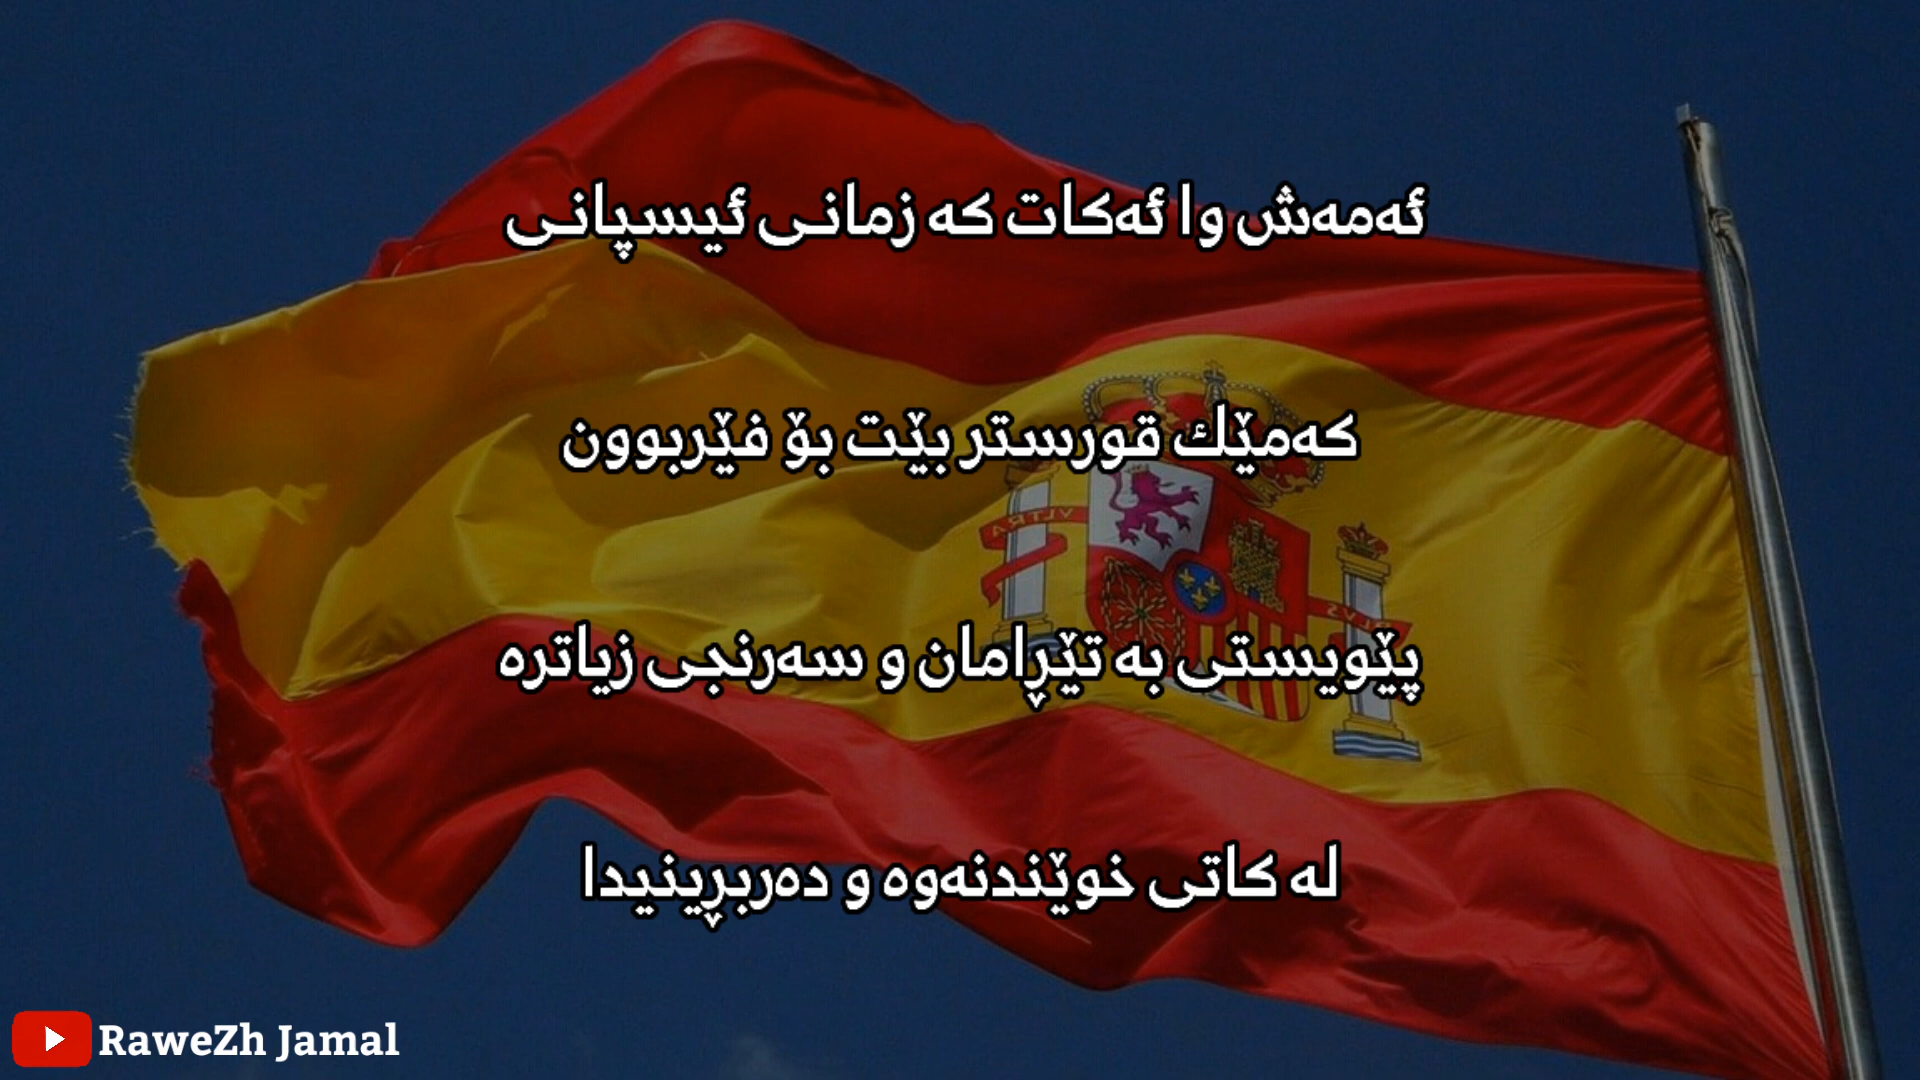 ئەمەش وا ئەکات کە زمانی ئیسپانی
کەمێك قورستر بێت بۆ فێربوون
پێویستی بە تێڕامان و سەرنجی زیاترە
لە کاتی خوێندنەوە و دەربڕینیدا
VLTRA
RaweZh Jamal